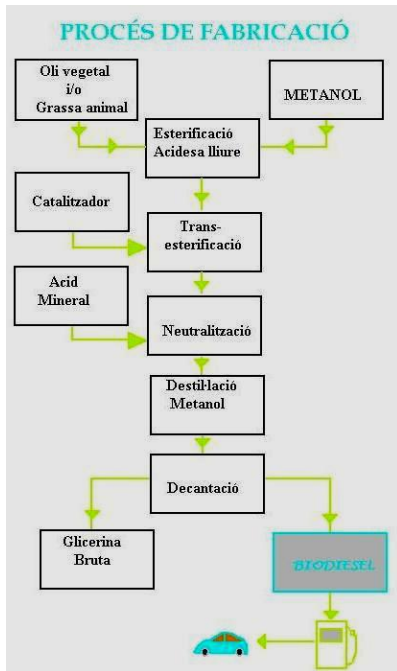 PROCÉS DE FABRICACIÓ
Oli vegetal
i/o
Grassa animal
METANOL
Esterificació
Acidesa lliure
Catalitzador
Trans-
esterificació
Acid
Mineral
Neutralització
Destil·lació
Metanol
Decantació
Glicerina
Bruta
BIODIESEL